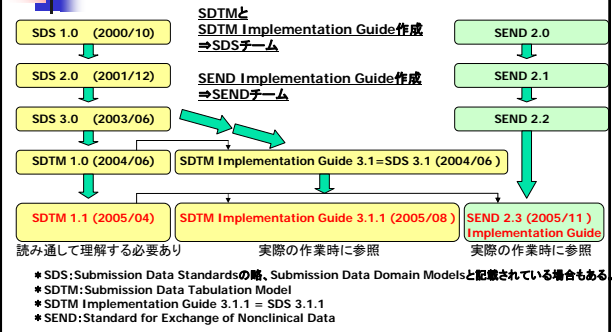 SDS 1.0 (2000/10)
SDTMと
SDTM Implementation Guide作成
⇒SDSチーム
SEND 2.0
SDS 2.0 (2001/12)
SEND Implementation Guide作成
⇒SENDチーム
SEND 2.1
SDS 3.0 (2003/06)
SEND 2.2
SDTM 1.0 (2004/06)
SDTM Implementation Guide 3.1=SDS 3.1 (2004/06 )
SDTM 1.1 (2005/04)
SDTM Implementation Guide 3.1.1 (2005/08 )
SEND 2.3 (2005/11 )
Implementation Guide
読み通して理解する必要あり
実際の作業時に参照
実際の作業時に参照
*SDS:Submission Data Standardsの略、Submission Data Domain Modelsと記載されている場合もある。
*SDTM:Submission Data Tabulation Model
*SDTM Implementation Guide 3.1.1 = SDS 3.1.1
*SEND:Standard for Exchange of Nonclinical Data